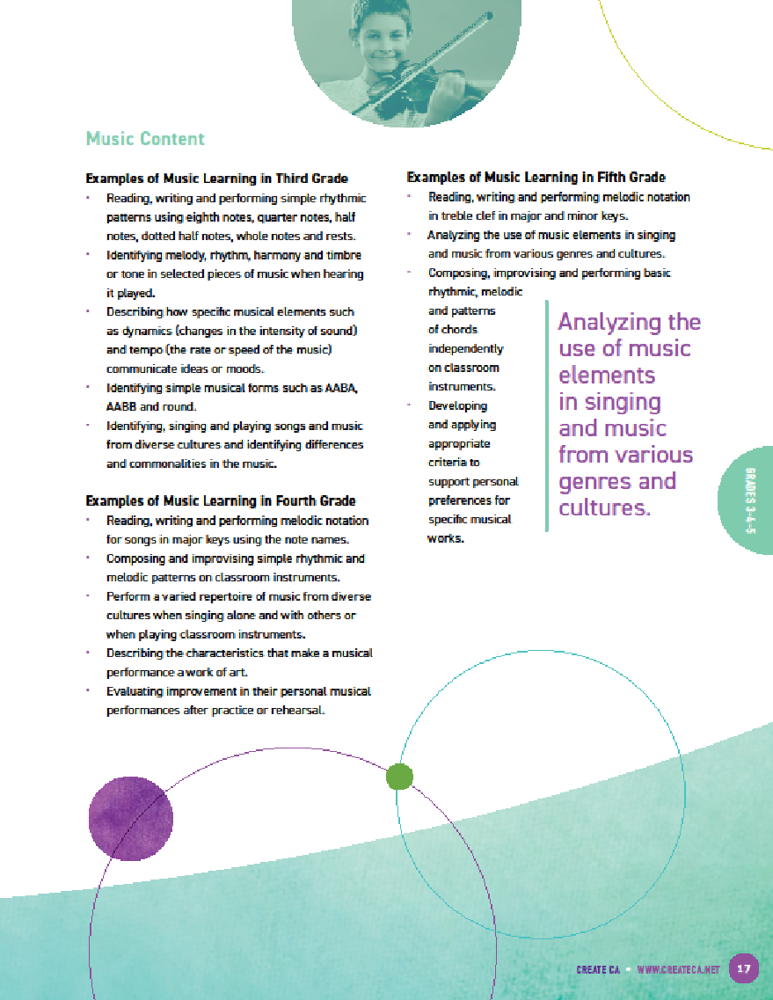 Music Content
Examples of Music Learning in Third Grade
• Reading, writing and performing simple rhythmic
patterns using eighth notes, quarter notes, half
notes, dotted half notes, whole notes and rests.
• Identifying melody, rhythm, harmony and timbre
or tone in selected pieces of music when hearing
it played.
• Describing how specific musical elements such
as dynamics (changes in the intensity of sound)
and tempo (the rate or speed of the music)
communicate ideas or moods.
• Identifying simple musical forms such as AABA,
AABB and round.
• Identifying, singing and playing songs and music
from diverse cultures and identifying differences
and commonalities in the music.
Examples of Music Learning in Fourth Grade
• Reading, writing and performing melodic notation
for songs in major keys using the note names.
• Composing and improvising simple rhythmic and
melodic patterns on classroom instruments.
• Perform a varied repertoire of music from diverse
cultures when singing alone and with others or
when playing classroom instruments.
• Describing the characteristics that make a musical
performance a work of art.
• Evaluating improvement in their personal musical
performances after practice or rehearsal.
Examples of Music Learning in Fifth Grade
• Reading, writing and performing melodic notation
in treble clef in major and minor keys.
• Analyzing the use of music elements in singing
and music from various genres and cultures.
• Composing, improvising and performing basic
rhythmic, melodic
and patterns
of chords
independently
on classroom
instruments.
• Developing
and applying
appropriate
criteria to
support personal
preferences for
specific musical
works.
Analyzing the
use of music
elements
in singing
and music
from various
genres and
cultures.
GRADES 3-4-5
CREATE CA • WWW.CREATECA.NET 17